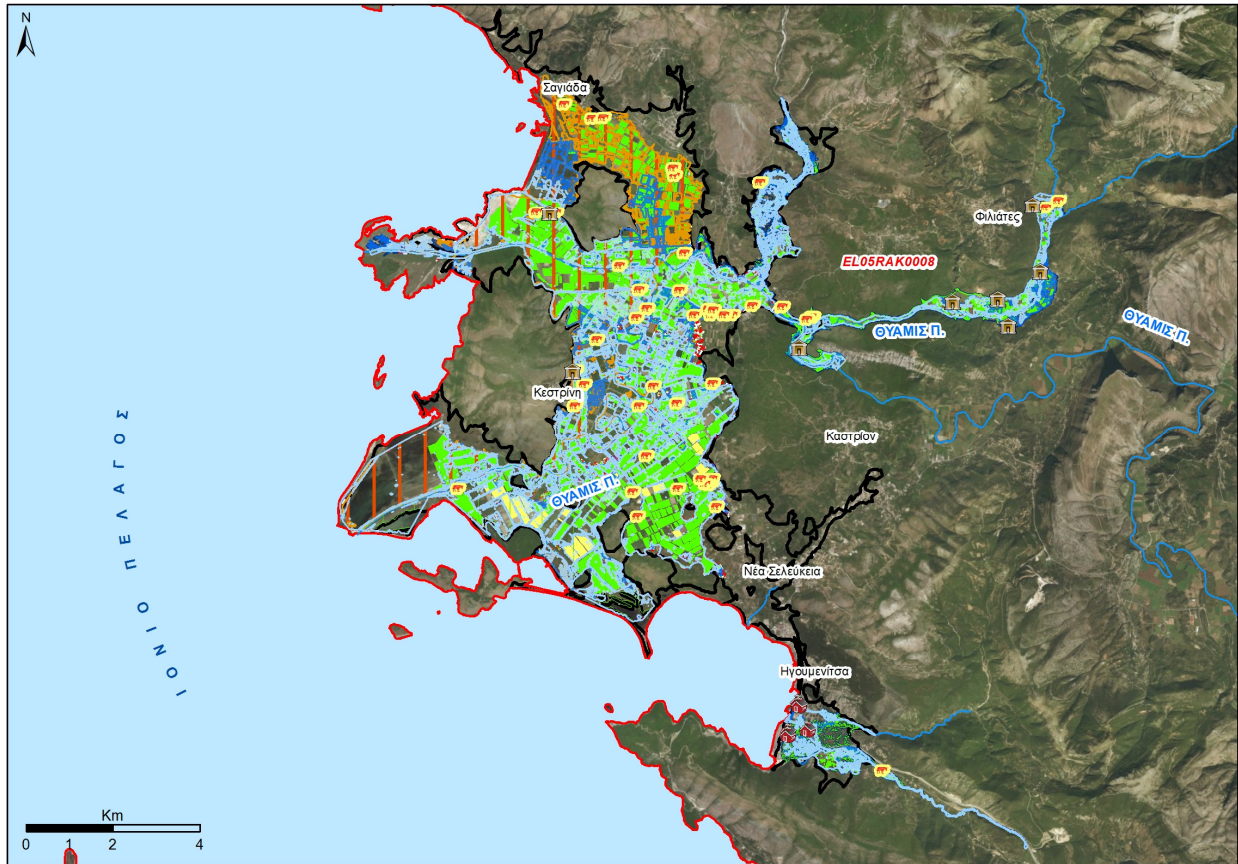 N
Σαγιάδα
Φιλιάτες
EL05RAK0008
ΘΥΑΜΙΣ Π.
ΘΥΑΜΙΣ Π.
Κεστρίνη
Καστρίον
ΘΥΑΜΙΣ Π.
ΙΟΝΙΟ ΠΕΛΑΓΟΣ
Νέα Σελεύκεια
Ηγουμενίτσα
Km
0 1 2 4